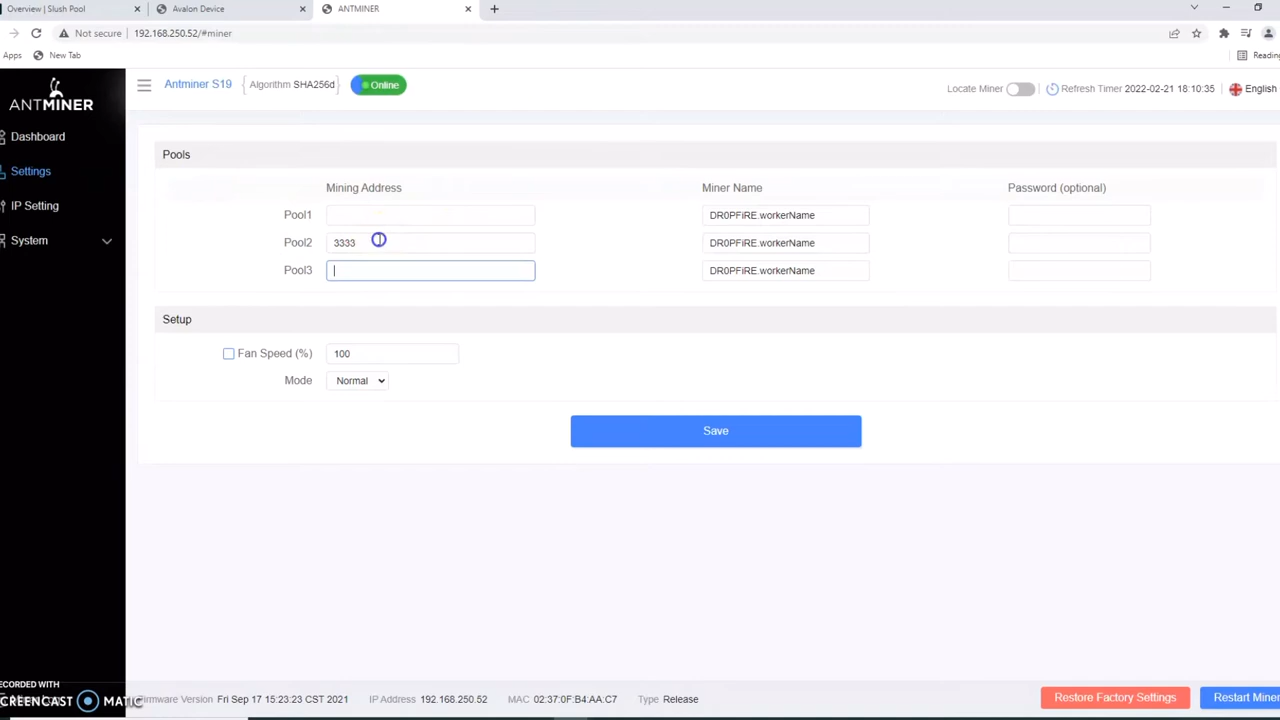 Overview | Slush Pool
Avalon Device
ANTMINER
Not secure
192.168.250.52/#miner
Apps
New Tab
Reading
ANTMINER
Antminer S19
Algorithm SHA256d
Online
Locate Miner
Refresh Timer 2022-02-21 18:10:35
English
Dashboard
Settings
IP Setting
System
Pools
Mining Address
Miner Name
Password (optional)
Pool1
DR0PFiRE.workerName
Pool2
3333
DR0PFiRE.workerName
Pool3
DR0PFiRE.workerName
Setup
Fan Speed (%)
100
Mode
Normal
Save
RECORDED WITH
SCREENCAST MATIC
Firmware Version Fri Sep 17 15:23:23 CST 2021
IP Address 192.168.250.52
MAC 02:F7:0F:B4:AA:C7
Type Release
Restore Factory Settings
Restart Miner